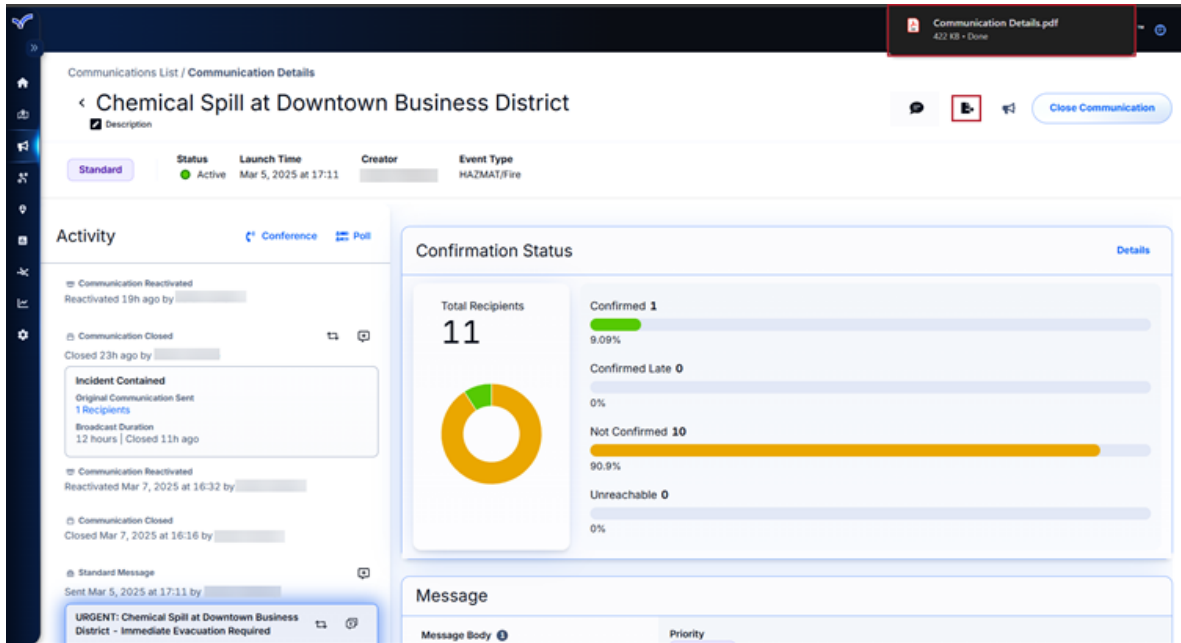 Communication Details.pdf
422 KB • Done
Communications List / Communication Details
Chemical Spill at Downtown Business District
Description
Close Communication
Standard
Status
Active
Launch Time
Mar 5, 2025 at 17:11
Creator
Event Type
HAZMAT/Fire
Activity
Conference
Poll
Communication Reactivated
Reactivated 19h ago by
Communication Closed
Closed 23h ago by
Incident Contained
Original Communication Sent
1 Recipients
Broadcast Duration
12 hours | Closed 11h ago
Communication Reactivated
Reactivated Mar 7, 2025 at 16:32 by
Communication Closed
Closed Mar 7, 2025 at 16:16 by
Standard Message
Sent Mar 5, 2025 at 17:11 by
URGENT: Chemical Spill at Downtown Business
District - Immediate Evacuation Required
Confirmation Status
Details
Total Recipients
11
Confirmed 1
9.09%
Confirmed Late 0
0%
Not Confirmed 10
90.9%
Unreachable 0
0%
Message
Message Body
Priority